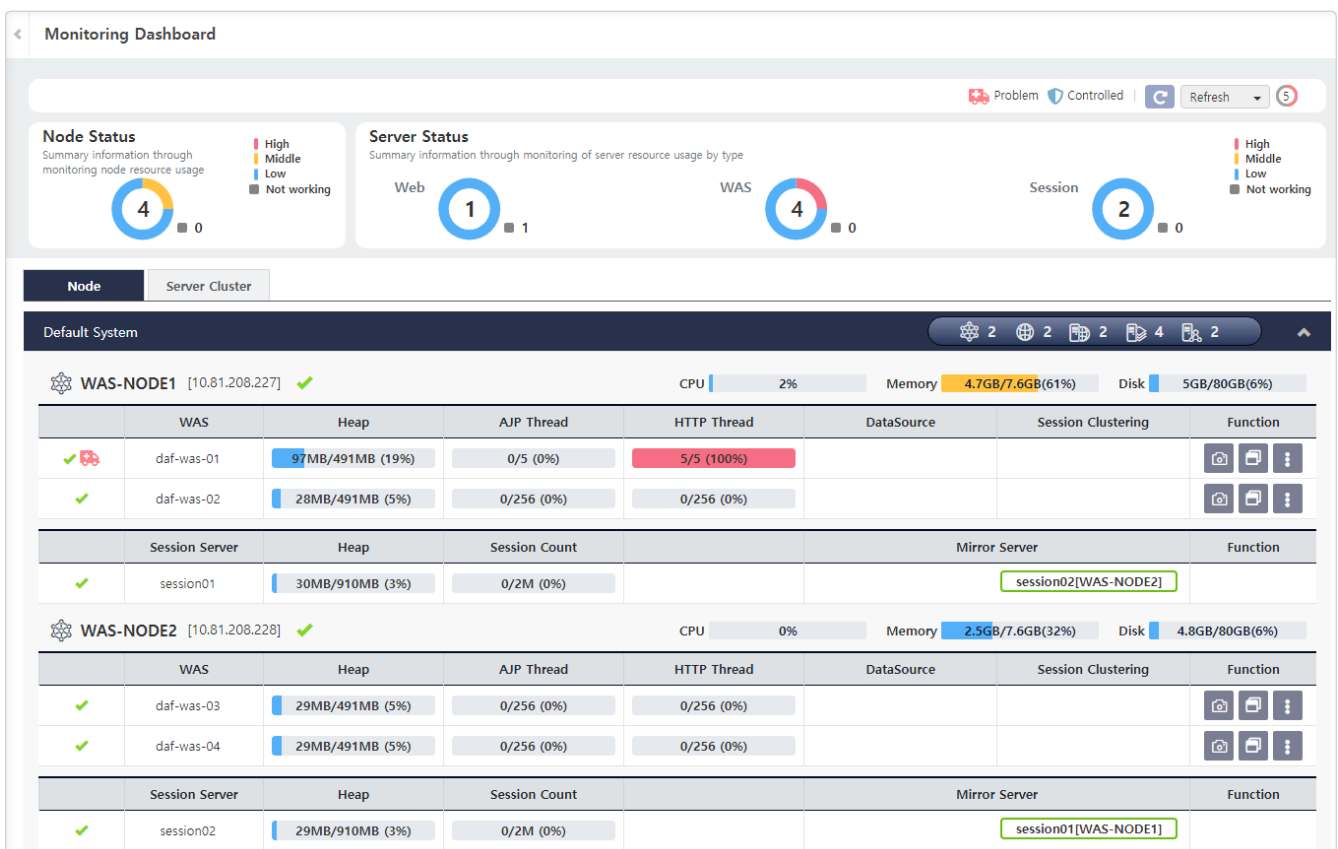 Monitoring Dashboard
Problem Controlled Refresh 5
Node Status
Summary information through
monitoring node resource usage
High
Middle
Low
Not working
4
0
Server Status
Summary information through monitoring of server resource usage by type
High
Middle
Low
Not working
Web 1 1
WAS 4 0
Session 2 0
Node Server Cluster
Default System 2 2 2 4 2
WAS-NODE1 [10.81.208.227] CPU 2% Memory 4.7GB/7.6GB(61%) Disk 5GB/80GB(6%)
WAS Heap AJP Thread HTTP Thread DataSource Session Clustering Function
daf-was-01 97MB/491MB (19%) 0/5 (0%) 5/5 (100%)
daf-was-02 28MB/491MB (5%) 0/256 (0%) 0/256 (0%)
Session Server Heap Session Count Mirror Server Function
session01 30MB/910MB (3%) 0/2M (0%) session02[WAS-NODE2]
WAS-NODE2 [10.81.208.228] CPU 0% Memory 2.5GB/7.6GB(32%) Disk 4.8GB/80GB(6%)
WAS Heap AJP Thread HTTP Thread DataSource Session Clustering Function
daf-was-03 29MB/491MB (5%) 0/256 (0%) 0/256 (0%)
daf-was-04 29MB/491MB (5%) 0/256 (0%) 0/256 (0%)
Session Server Heap Session Count Mirror Server Function
session02 29MB/910MB (3%) 0/2M (0%) session01[WAS-NODE1]